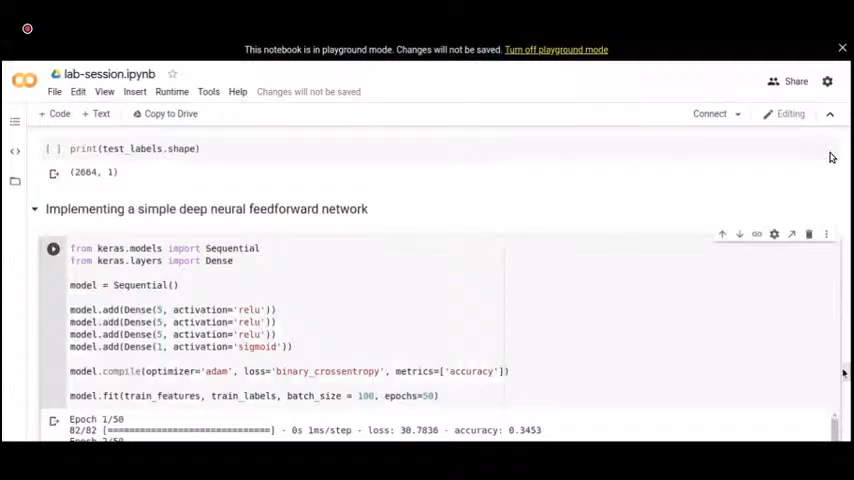 This notebook is in playground mode. Changes will not be saved. Turn off playground mode
lab-session.ipynb
Share
File Edit View Insert Runtime Tools Help Changes will not be saved
+ Code + Text Copy to Drive Connect Editing
[ ] print(test_labels.shape)
(2664, 1)
Implementing a simple deep neural feedforward network
from keras.models import Sequential
from keras.layers import Dense
model = Sequential()
model.add(Dense(5, activation='relu'))
model.add(Dense(5, activation='relu'))
model.add(Dense(5, activation='relu'))
model.add(Dense(1, activation='sigmoid'))
model.compile(optimizer='adam', loss='binary_crossentropy', metrics=['accuracy'])
model.fit(train_features, train_labels, batch_size = 100, epochs=50)
Epoch 1/50
82/82 [==============================] - 0s 1ms/step - loss: 30.7836 - accuracy: 0.3453
Epoch 2/50